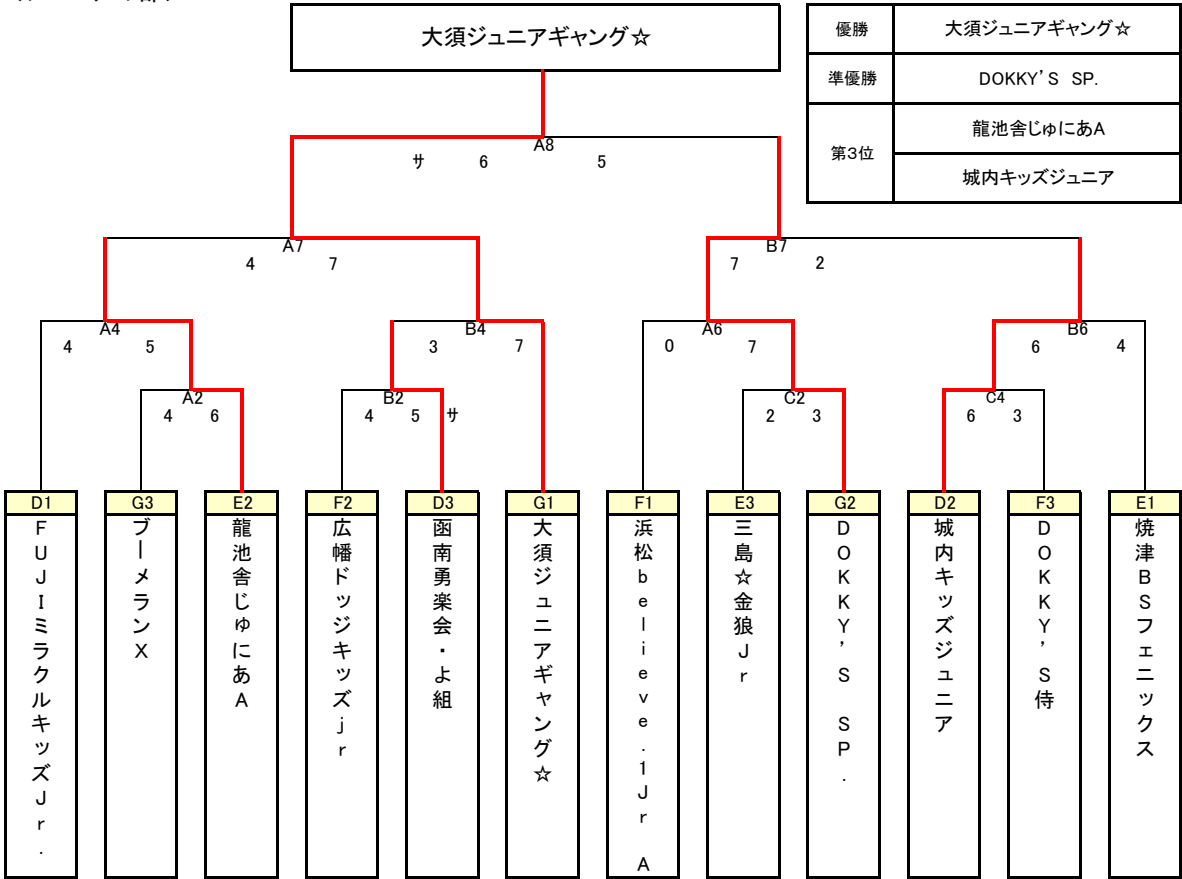 大須ジュニアギャング☆
優勝 大須ジュニアギャング☆
準優勝 DOKKY’S SP.
第3位 龍池舎じゅにあA
城内キッズジュニア
A8
サ 6 5
A7 B7
4 7 7 2
A4 B4 A6 B6
4 5 3 7 0 7 6 4
A2 B2 C2 C4
4 6 4 5 サ 2 3 6 3
D1 G3 E2 F2 D3 G1 F1 E3 G2 D2 F3 E1
FUJIミラクルキッズJr.
ブーメランX
龍池舎じゅにあA
広幡ドッジキッズjr
函南勇楽会・よ組
大須ジュニアギャング☆
浜松believe.1Jr A
三島☆金狼Jr
DOKKY’S SP.
城内キッズジュニア
DOKKY’S侍
焼津BSフェニックス